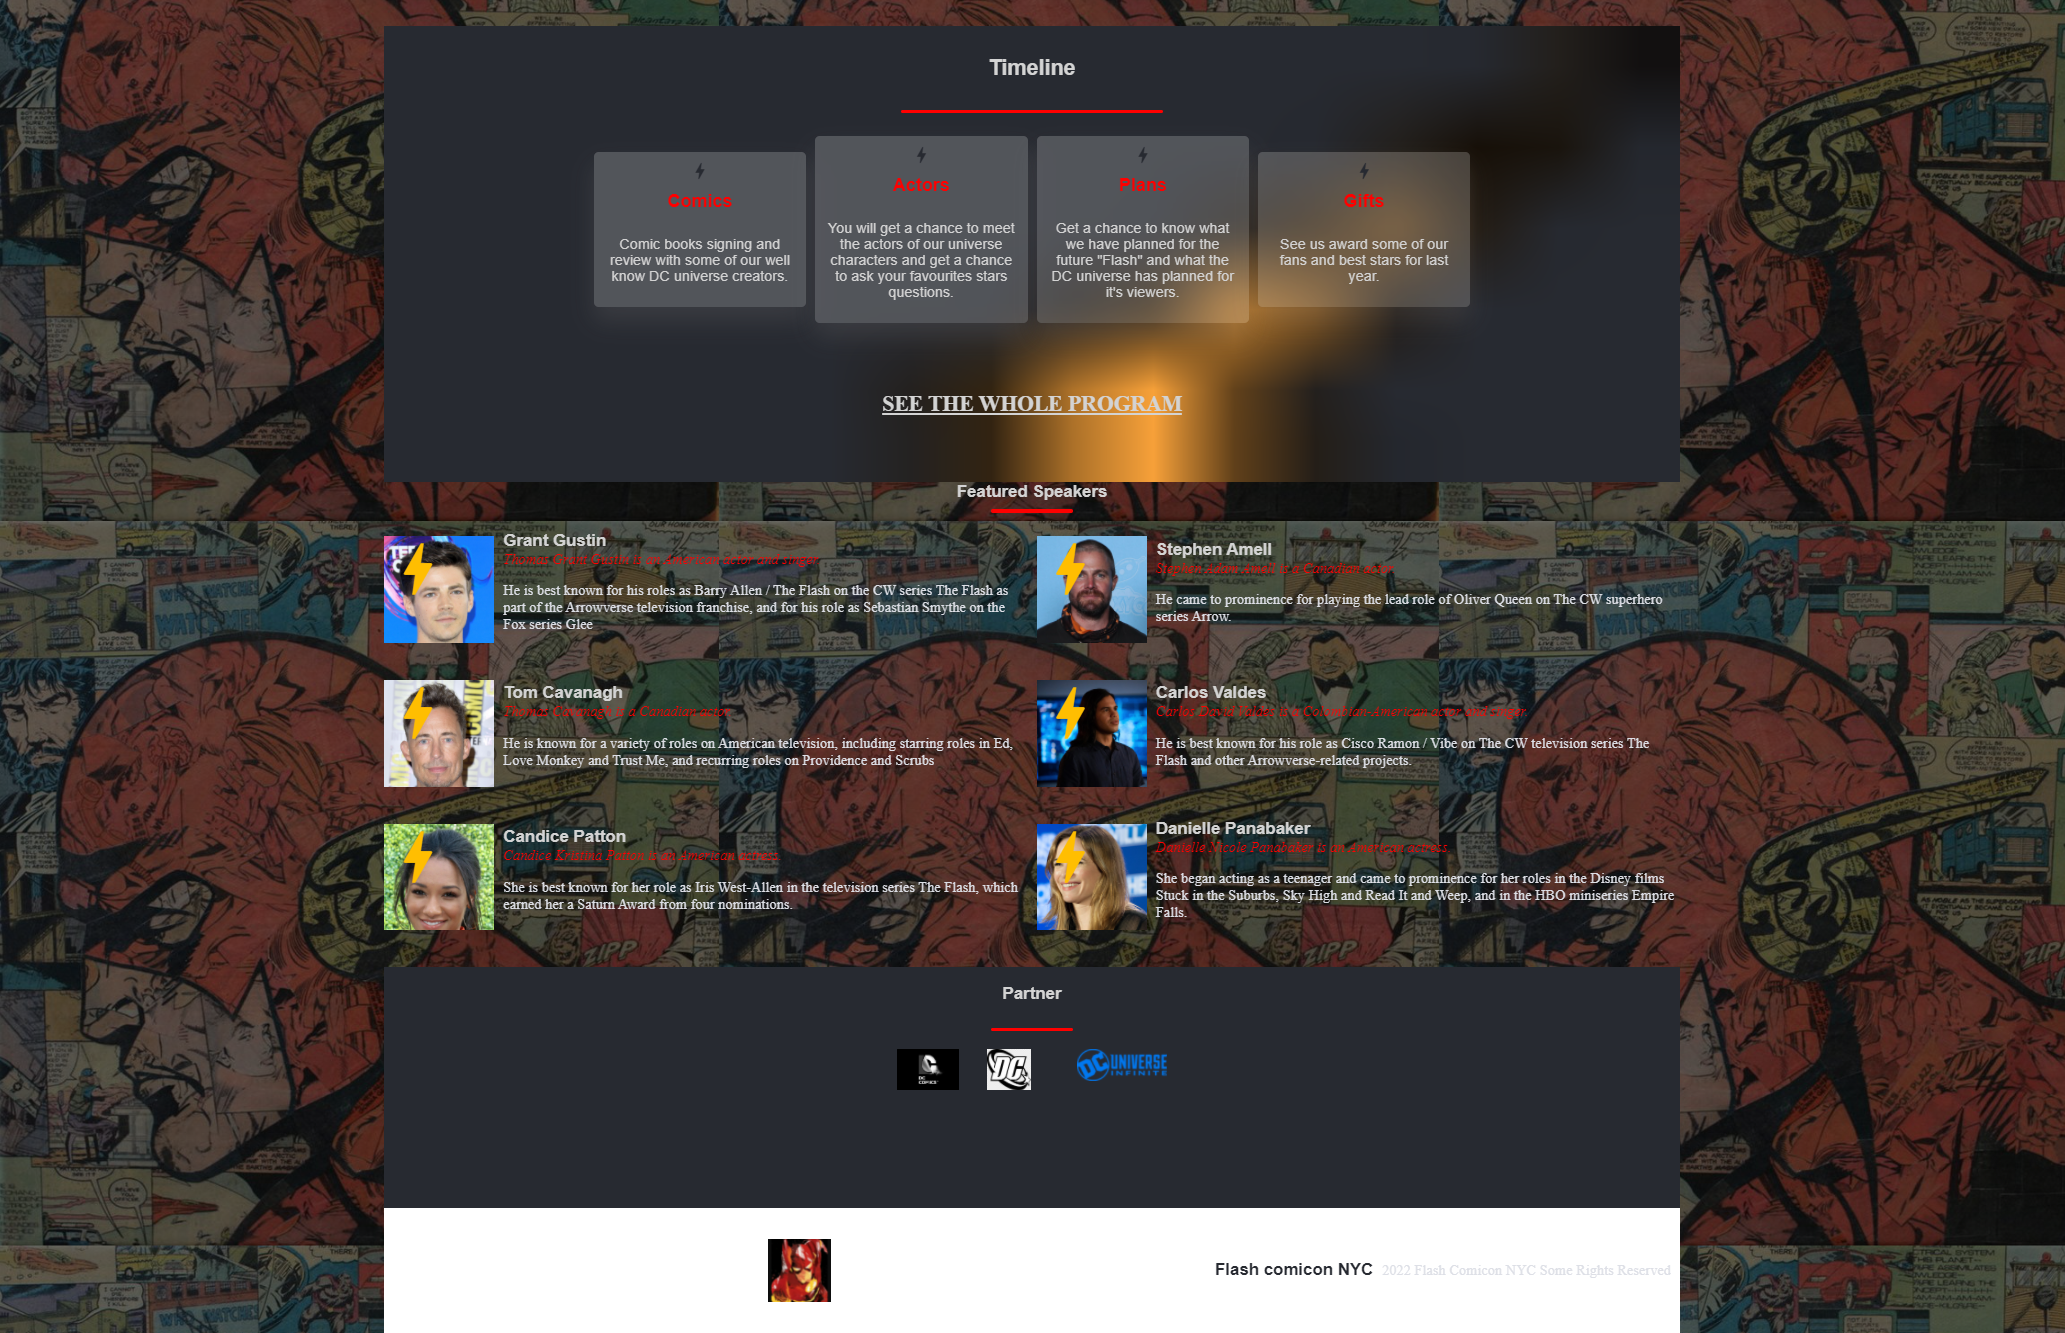 Timeline
Comics
Comic books signing and
review with some of our well
know DC universe creators.
Actors
You will get a chance to meet
the actors of our universe
characters and get a chance
to ask your favourites stars
questions.
Plans
Get a chance to know what
we have planned for the
future "Flash" and what the
DC universe has planned for
it's viewers.
Gifts
See us award some of our
fans and best stars for last
year.
SEE THE WHOLE PROGRAM
Featured Speakers
Grant Gustin
Thomas Grant Gustin is an American actor and singer
He is best known for his roles as Barry Allen / The Flash on the CW series The Flash as
part of the Arrowverse television franchise, and for his role as Sebastian Smythe on the
Fox series Glee
Stephen Amell
Stephen Adam Amell is a Canadian actor
He came to prominence for playing the lead role of Oliver Queen on The CW superhero
series Arrow.
Tom Cavanagh
Thomas Cavanagh is a Canadian actor
He is known for a variety of roles on American television, including starring roles in Ed,
Love Monkey and Trust Me, and recurring roles on Providence and Scrubs
Carlos Valdes
Carlos David Valdes is a Colombian-American actor and singer
He is best known for his role as Cisco Ramon / Vibe on The CW television series The
Flash and other Arrowverse-related projects.
Candice Patton
Candice Kristina Patton is an American actress
She is best known for her role as Iris West-Allen in the television series The Flash, which
earned her a Saturn Award from four nominations.
Danielle Panabaker
Danielle Nicole Panabaker is an American actress
She began acting as a teenager and came to prominence for her roles in the Disney films
Stuck in the Suburbs, Sky High and Read It and Weep, and in the HBO miniseries Empire
Falls.
Partner
DC
COMICS
DC
DC UNIVERSE
INFINITE
Flash comicon NYC 2022 Flash Comicon NYC Some Rights Reserved